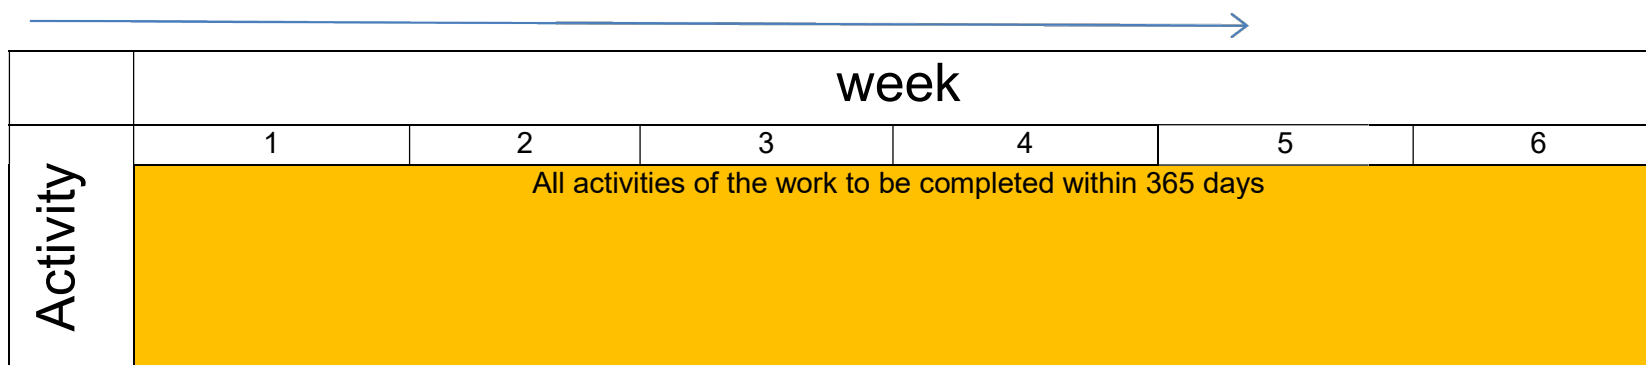 week
1 2 3 4 5 6
Activity
All activities of the work to be completed within 365 days